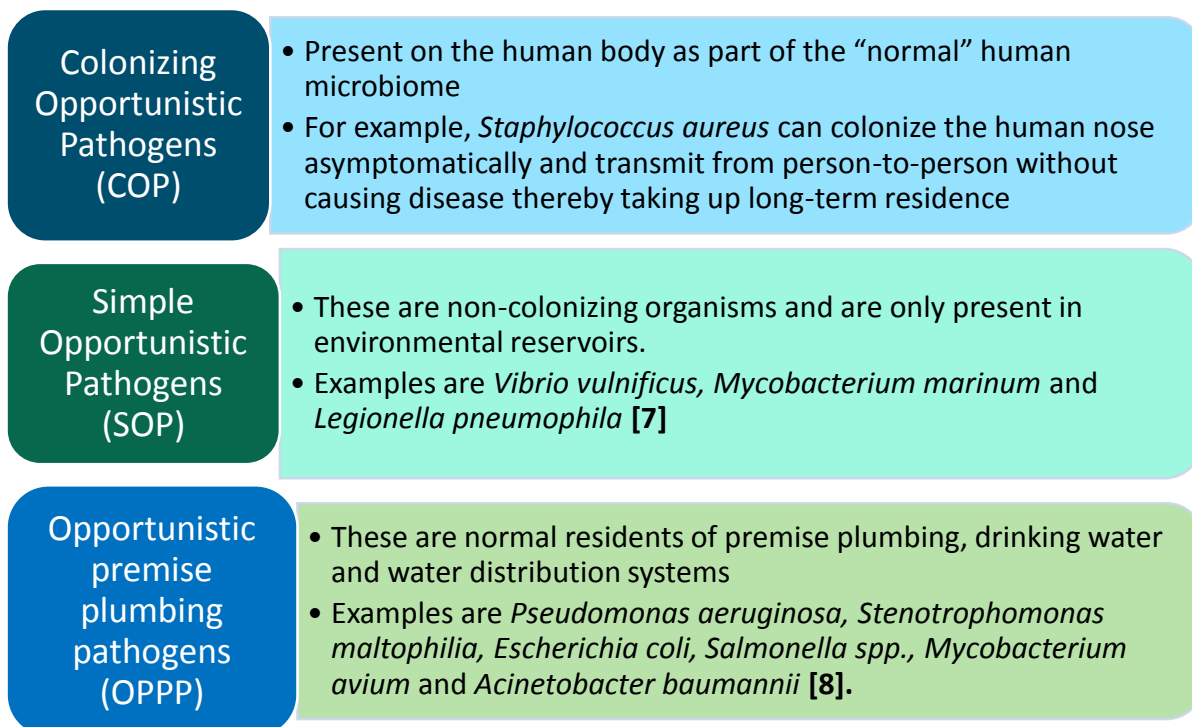 Colonizing
Opportunistic
Pathogens
(COP)
• Present on the human body as part of the “normal” human
microbiome
• For example, Staphylococcus aureus can colonize the human nose
asymptomatically and transmit from person-to-person without
causing disease thereby taking up long-term residence
Simple
Opportunistic
Pathogens
(SOP)
• These are non-colonizing organisms and are only present in
environmental reservoirs.
• Examples are Vibrio vulnificus, Mycobacterium marinum and
Legionella pneumophila [7]
Opportunistic
premise
plumbing
pathogens
(OPPP)
• These are normal residents of premise plumbing, drinking water
and water distribution systems
• Examples are Pseudomonas aeruginosa, Stenotrophomonas
maltophilia, Escherichia coli, Salmonella spp., Mycobacterium
avium and Acinetobacter baumannii [8].